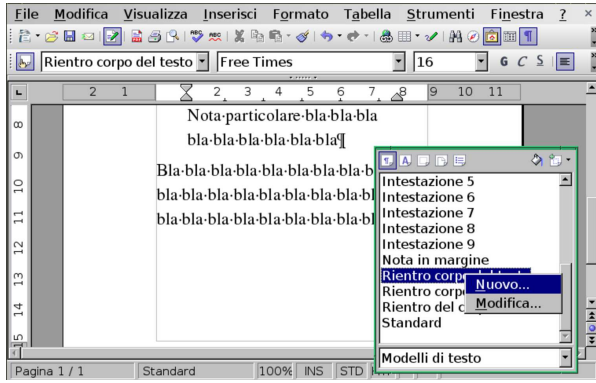 File Modifica Visualizza Inserisci Formato Tabella Strumenti Finestra ? ×
Rientro corpo del testo Free Times 16 G C S
2 1 1 2 3 4 5 6 7 8 9 10 11
8
9
10
11
12
13
14
15
Nota·particolare·bla·bla·bla
bla·bla·bla·bla·bla·bla¶
Bla·bla·bla·bla·bla·bla·bla·b
bla·bla·bla·bla·bla·bla·bla·bl
bla·bla·bla·bla·bla·bla·bla·bl
Intestazione 5
Intestazione 6
Intestazione 7
Intestazione 8
Intestazione 9
Nota in margine
Rientro corpo
Rientro corp
Rientro del c
Standard
Nuovo...
Modifica...
Modelli di testo
Pagina 1 / 1 Standard 100% INS STD